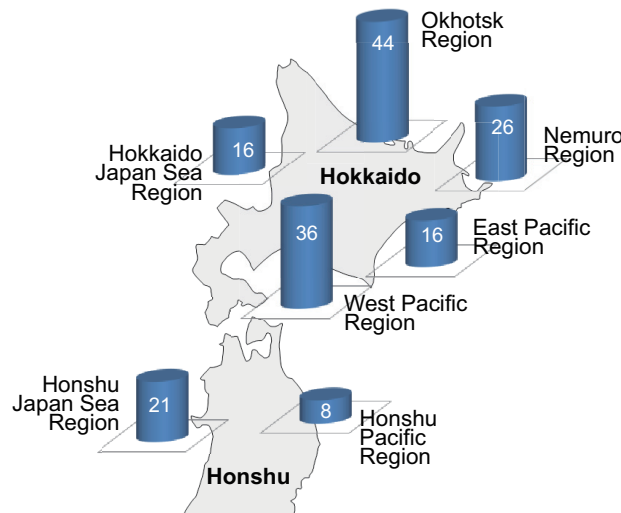 Okhotsk
Region
44
26
Nemuro
Region
16
Hokkaido
Japan Sea
Region
Hokkaido
36
16
East Pacific
Region
West Pacific
Region
Honshu
Japan Sea
Region
21
8
Honshu
Pacific
Region
Honshu